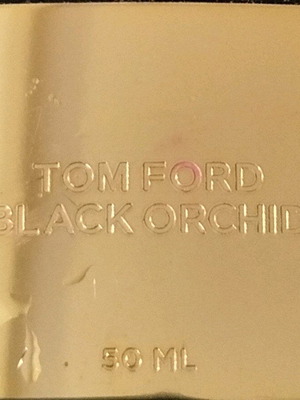 TOM FORD
BLACK ORCHID
50 ML